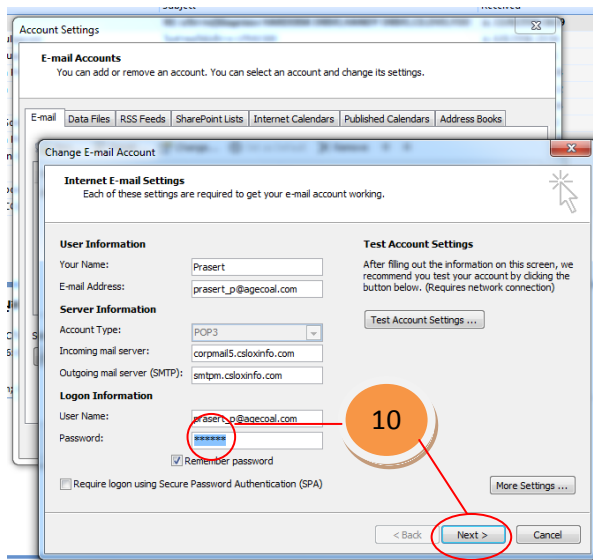 Subject
Received
Account Settings
E-mail Accounts
You can add or remove an account. You can select an account and change its settings.
E-mail Data Files RSS Feeds SharePoint Lists Internet Calendars Published Calendars Address Books
Change E-mail Account
Internet E-mail Settings
Each of these settings are required to get your e-mail account working.
User Information
Your Name: Prasert
E-mail Address: prasert_p@agecoal.com
Server Information
Account Type: POP3
Incoming mail server: corpmail5.csloxinfo.com
Outgoing mail server (SMTP): smtpm.csloxinfo.com
Logon Information
User Name: prasert_p@agecoal.com
Password: ******
Remember password
Require logon using Secure Password Authentication (SPA)
Test Account Settings
After filling out the information on this screen, we
recommend you test your account by clicking the
button below. (Requires network connection)
Test Account Settings ...
10
More Settings ...
< Back Next > Cancel